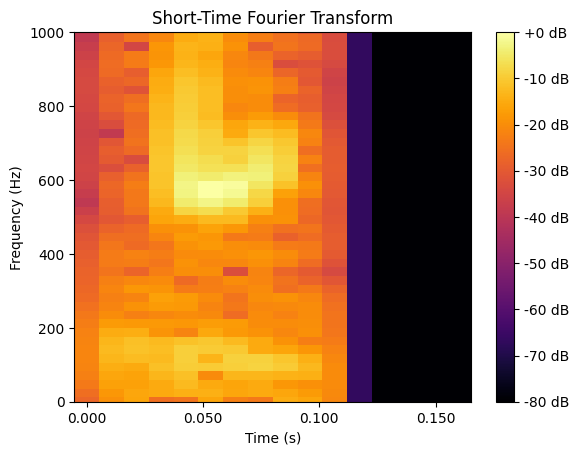 Short-Time Fourier Transform
1000
800
600
400
200
0
Frequency (Hz)
0.000
0.050
0.100
0.150
Time (s)
+0 dB
-10 dB
-20 dB
-30 dB
-40 dB
-50 dB
-60 dB
-70 dB
-80 dB